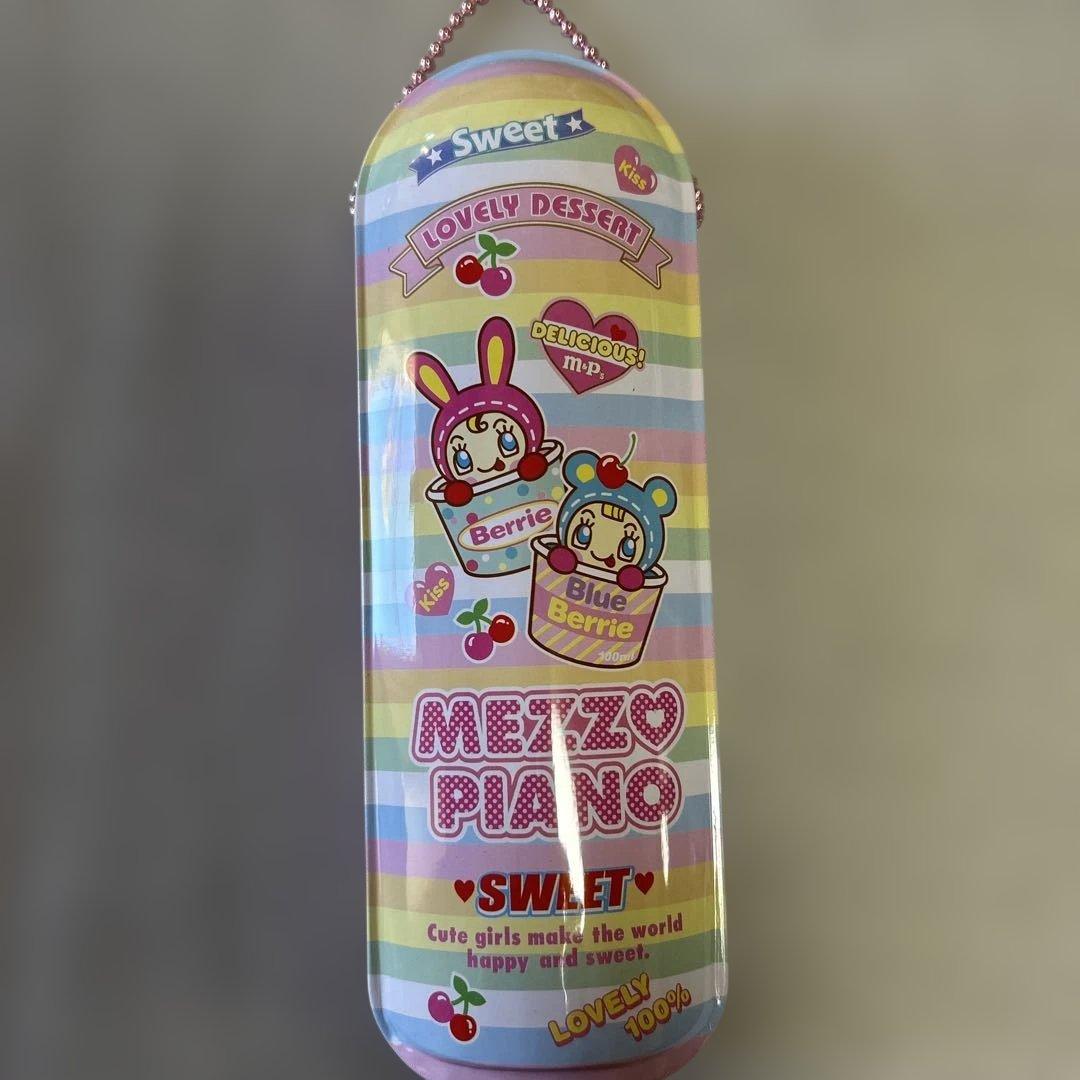 Sweet
Kiss
LOVELY DESSERT
DELICIOUS!
m&Ps
Berrie
Blue
Berrie
100ml
Kiss
MEZZO
PIANO
SWEET
Cute girls make the world
happy and sweet.
LOVELY
100%